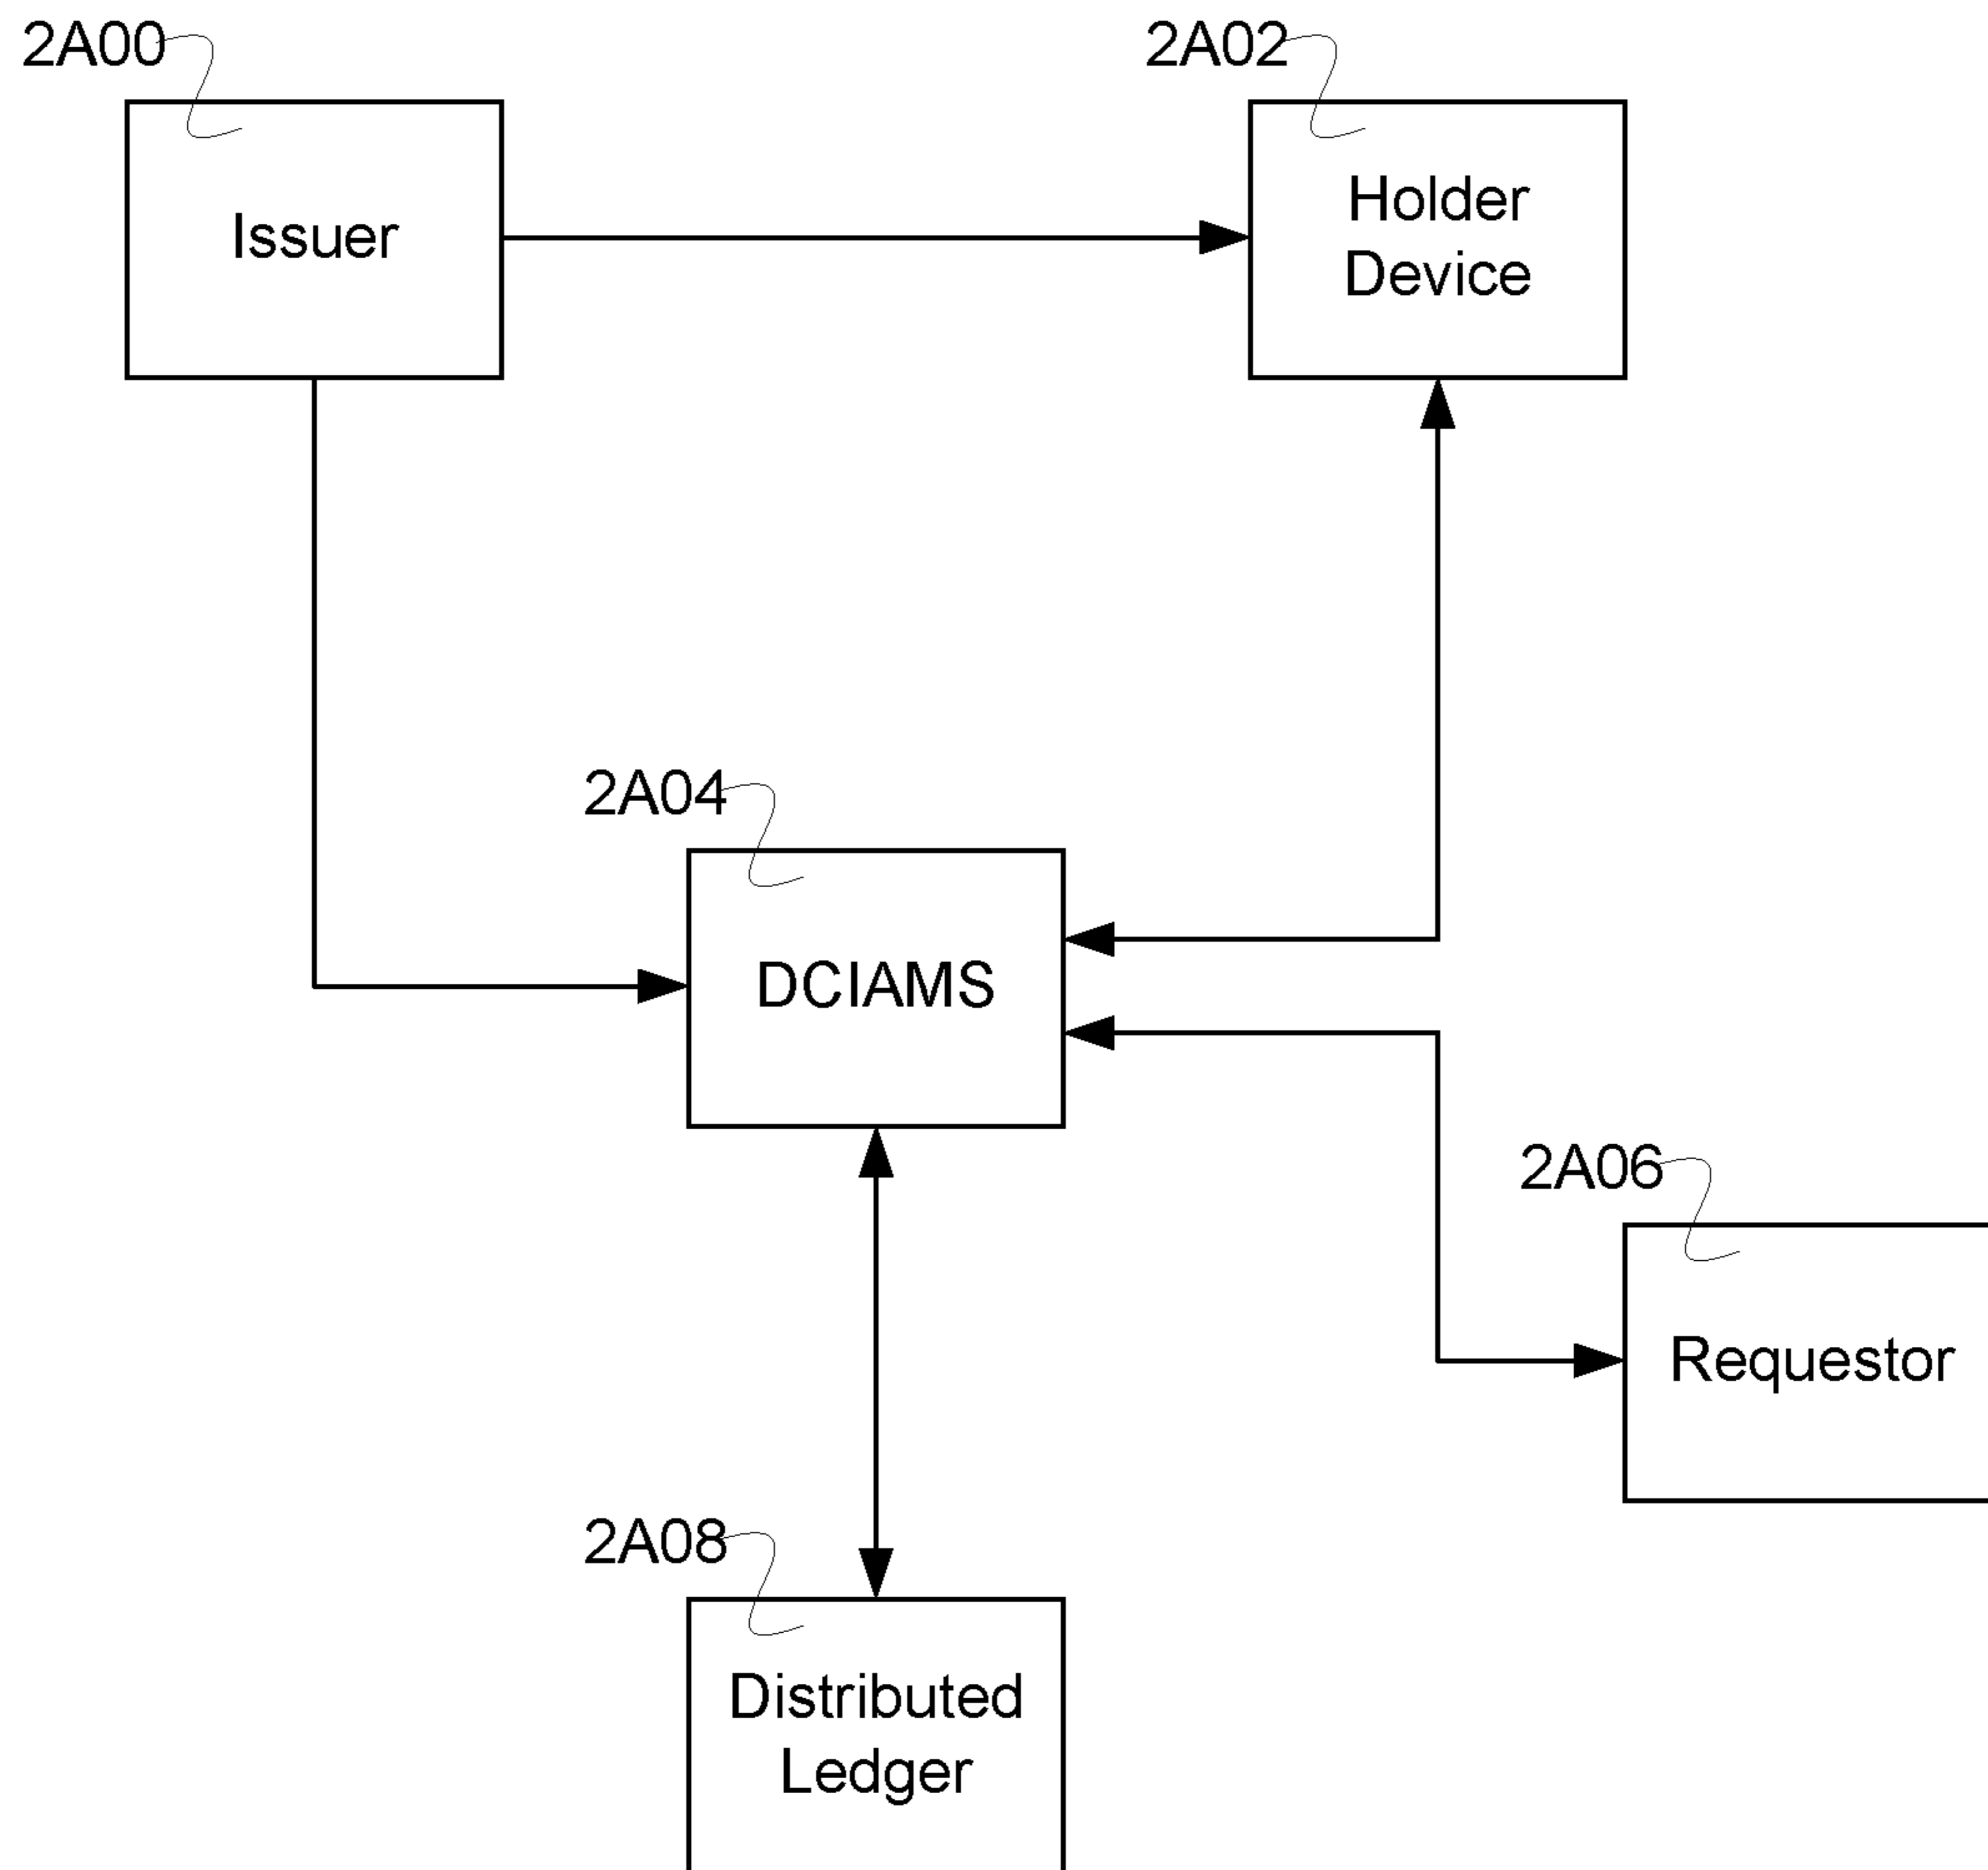 2A00
2A02
Issuer
Holder
Device
2A04
DCIAMS
2A06
Requestor
2A08
Distributed
Ledger